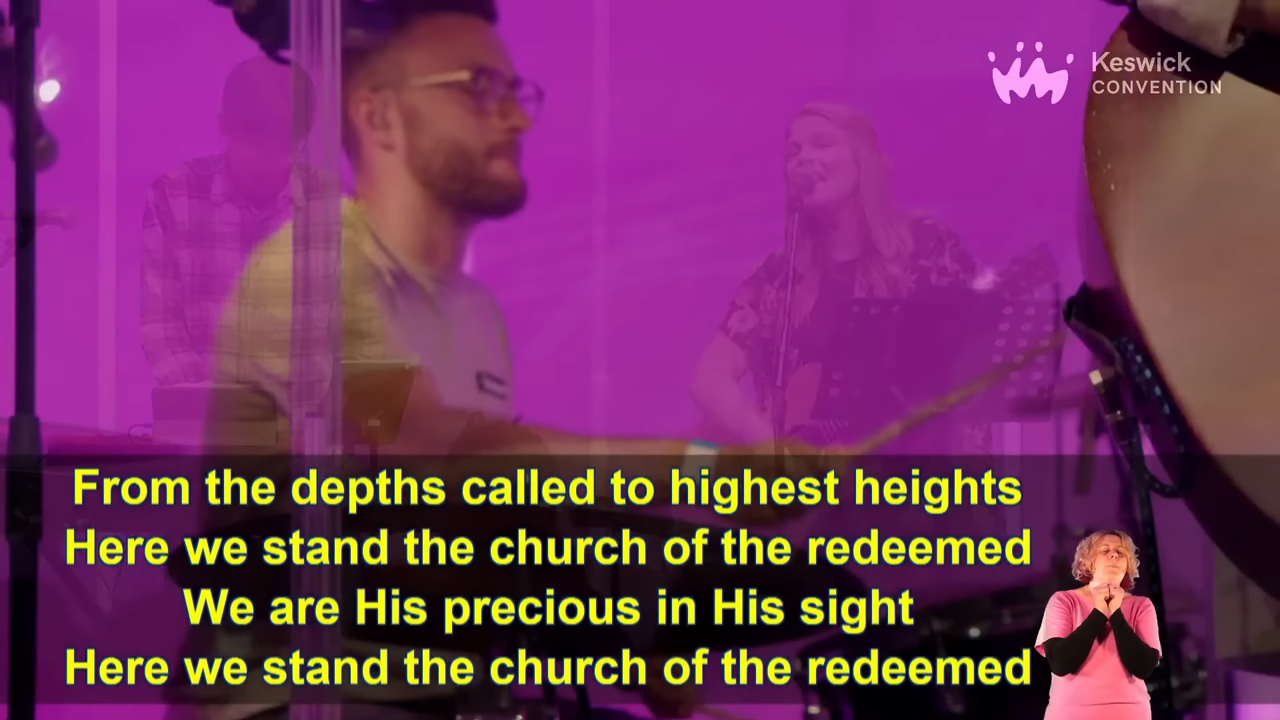 Keswick
CONVENTION
From the depths called to highest heights
Here we stand the church of the redeemed
We are His precious in His sight
Here we stand the church of the redeemed